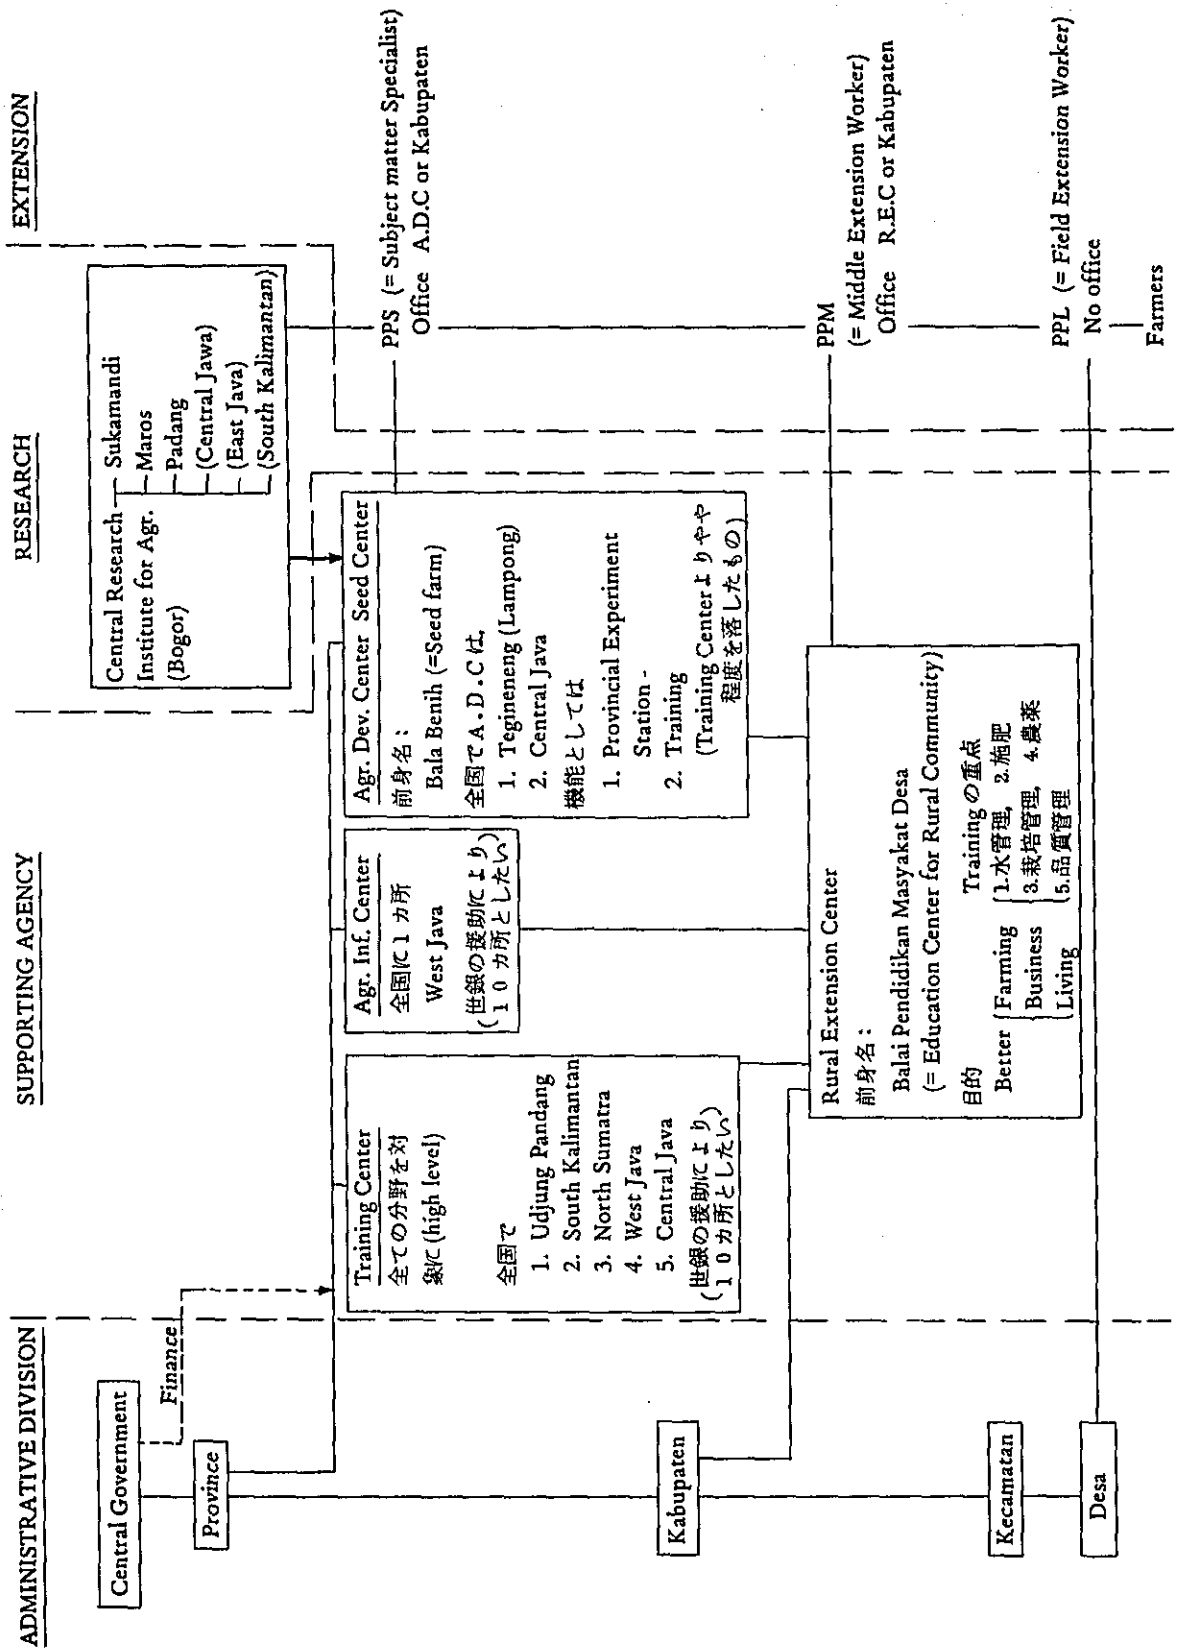 ADMINISTRATIVE DIVISION
SUPPORTING AGENCY
RESEARCH
EXTENSION
Central Government
Finance
Province
Kabupaten
Kecamatan
Desa
Training Center
全ての分野を対
象に (high level)
全国で
1. Udjung Pandang
2. South Kalimantan
3. North Sumatra
4. West Java
5. Central Java
(世銀の援助により
10カ所としたい)
Agr. Inf. Center
全国に1カ所
West Java
(世銀の援助により
10カ所としたい)
Agr. Dev. Center Seed Center
前身名：
Bala Benih (=Seed farm)
全国でA.D.Cは,
1. Tegineneng (Lampong)
2. Central Java
機能としては
1. Provincial Experiment
Station -
2. Training
(Training Centerよりやや
程度を落したもの)
Rural Extension Center
前身名：
Balai Pendidikan Masyakat Desa
(= Education Center for Rural Community)
目的
Better
Farming
Business
Living
Trainingの重点
1.水管理, 2.施肥
3.栽培管理, 4.農薬
5.品質管理
Central Research
Institute for Agr.
(Bogor)
Sukamandi
Maros
Padang
(Central Jawa)
(East Java)
(South Kalimantan)
PPS (= Subject matter Specialist)
Office A.D.C or Kabupaten
PPM
(= Middle Extension Worker)
Office R.E.C or Kabupaten
PPL (= Field Extension Worker)
No office
Farmers